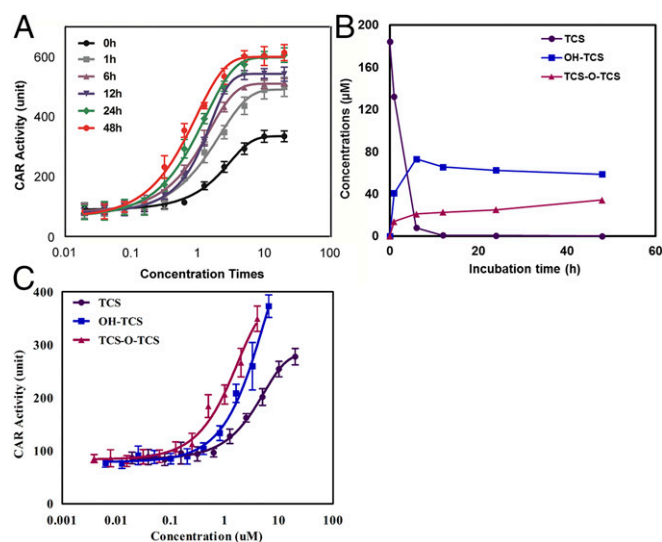 A
0h
1h
6h
12h
24h
48h
CAR Activity (unit)
600
400
200
0
0.01
0.1
1
10
100
Concentration Times
B
TCS
OH-TCS
TCS-O-TCS
Concentrations (µM)
200
160
120
80
40
0
0
20
40
60
Incubation time (h)
C
TCS
OH-TCS
TCS-O-TCS
CAR Activity (unit)
400
300
200
100
0
0.001
0.01
0.1
1
10
100
Concentration (uM)